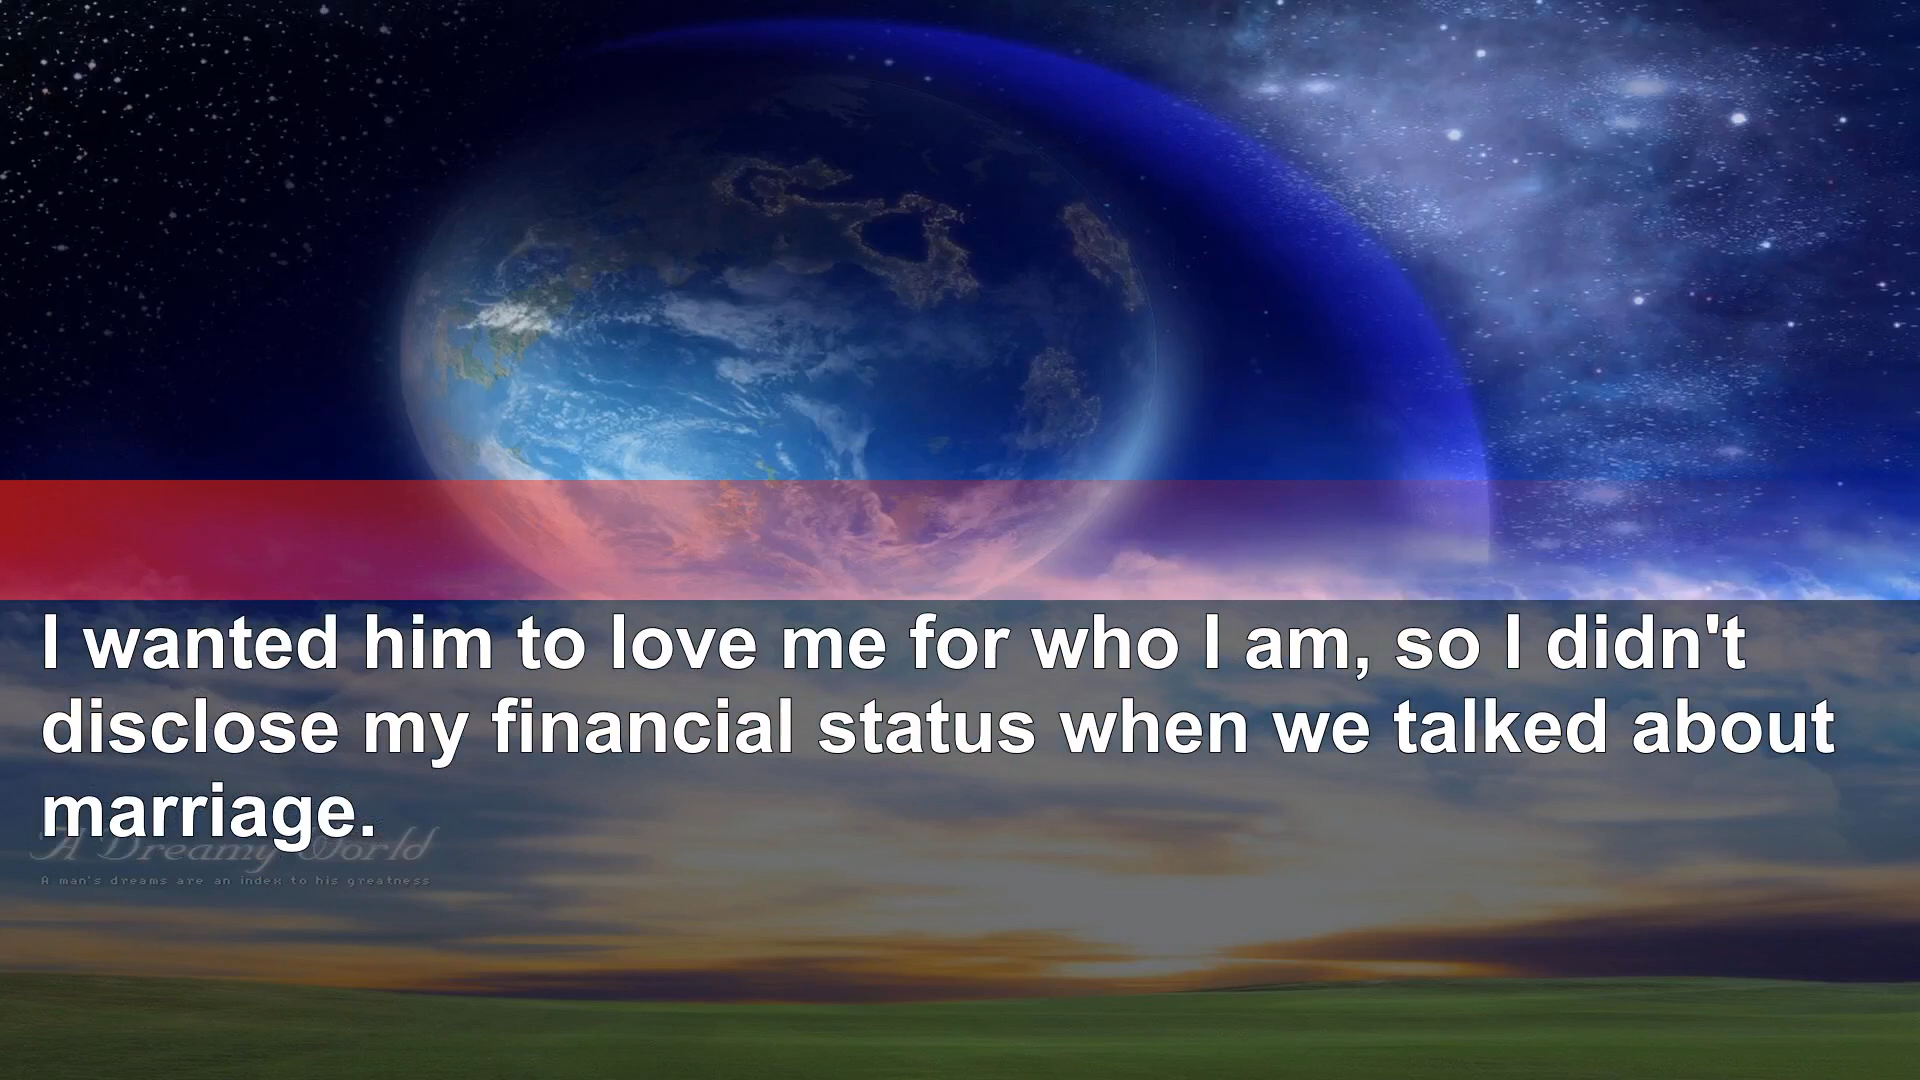 I wanted him to love me for who I am, so I didn't
disclose my financial status when we talked about
marriage.
A Dreamy World
A man's dreams are an index to his greatness